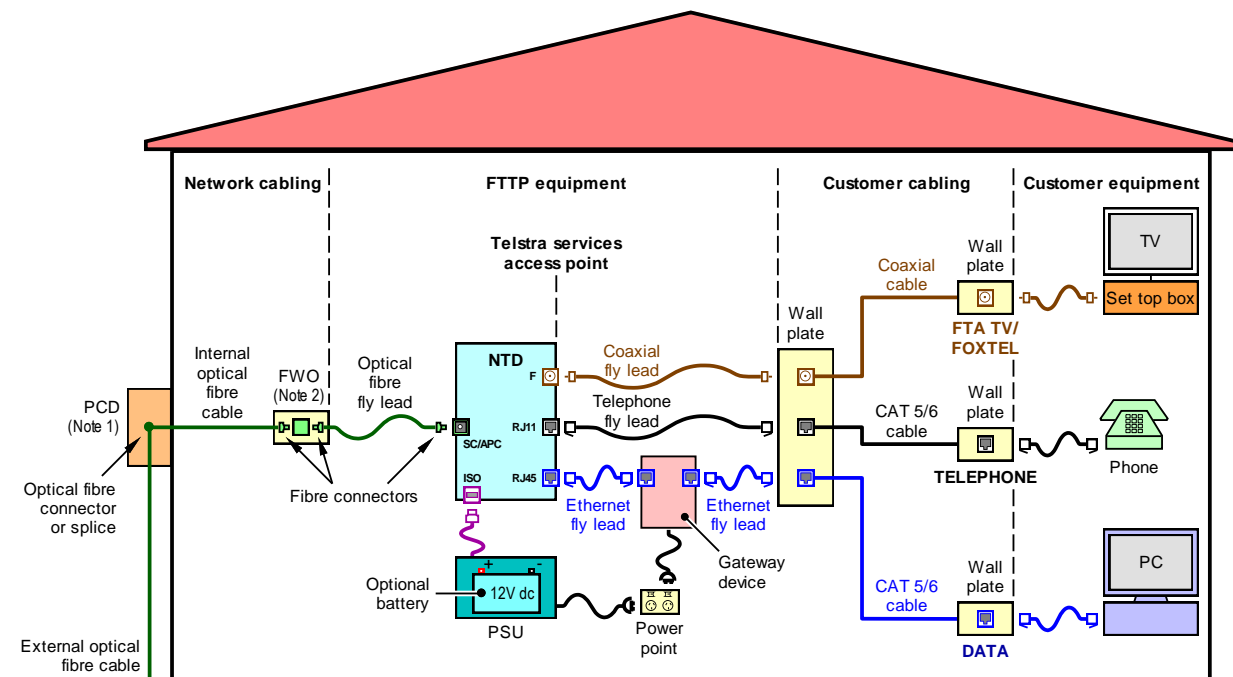 Network cabling
FTTP equipment
Customer cabling
Customer equipment
Telstra services
access point
Wall
plate
TV
Coaxial
cable
Set top box
FTA TV/
FOXTEL
Wall
plate
Internal
optical
fibre
cable
FWO
(Note 2)
Optical
fibre
fly lead
NTD
F
Coaxial
fly lead
PCD
(Note 1)
SC/APC
RJ11
Telephone
fly lead
CAT 5/6
cable
Wall
plate
TELEPHONE
Phone
Optical fibre
connector
or splice
Fibre connectors
ISO
RJ45
Ethernet
fly lead
Ethernet
fly lead
Gateway
device
Optional
battery
+
-
12V dc
PSU
Power
point
CAT 5/6
cable
Wall
plate
PC
DATA
External optical
fibre cable